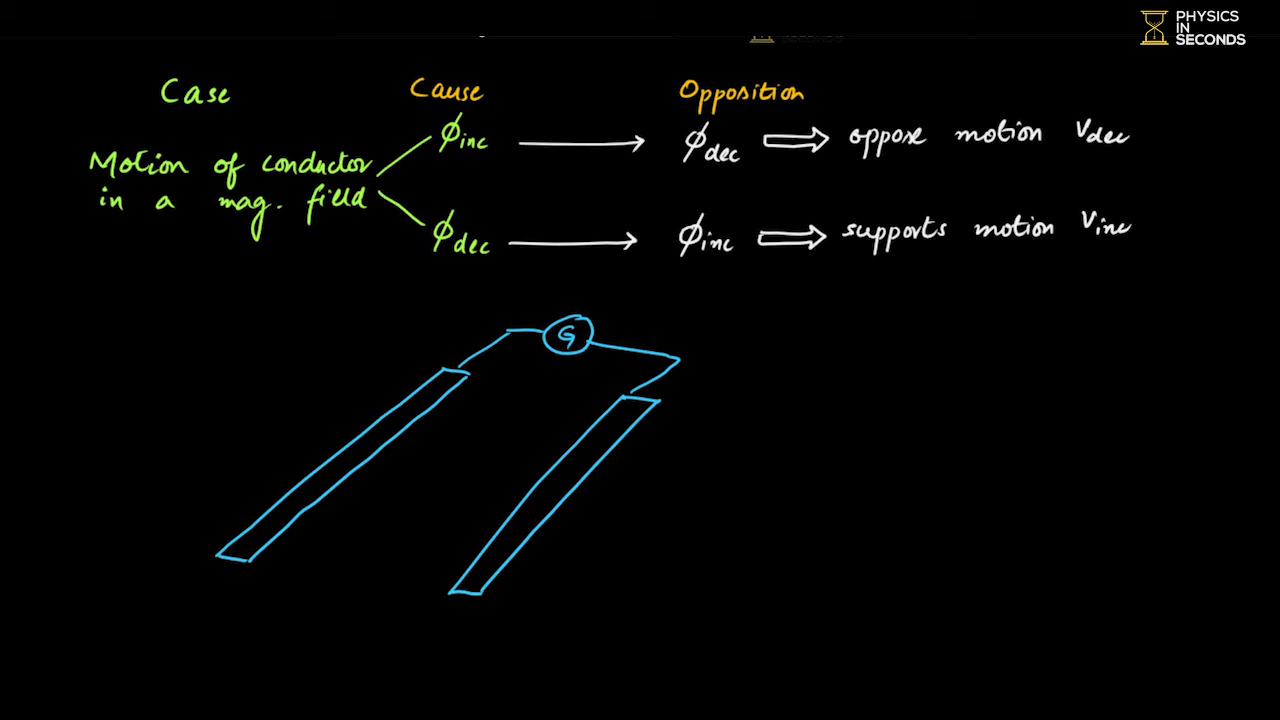 PHYSICS
IN
SECONDS
Case Cause Opposition
ϕinc ϕdec oppose motion Vdec
Motion of conductor
in a mag. field
ϕdec ϕinc supports motion Vinc
G